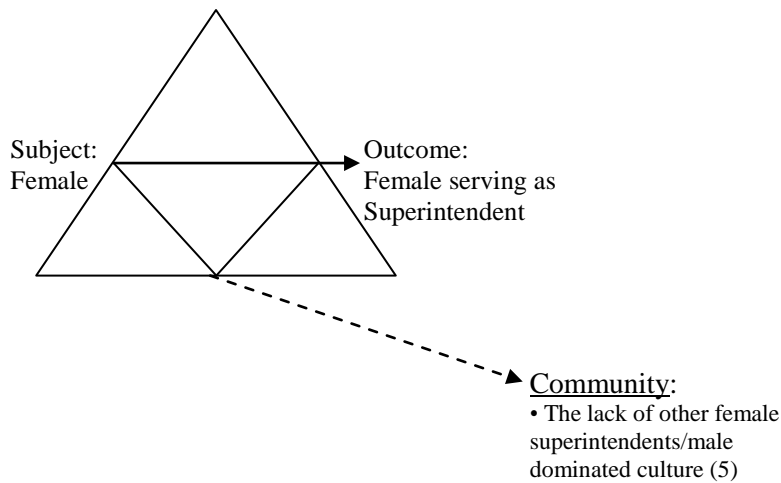 Subject:
Female
Outcome:
Female serving as
Superintendent
Community:
• The lack of other female
superintendents/male
dominated culture (5)